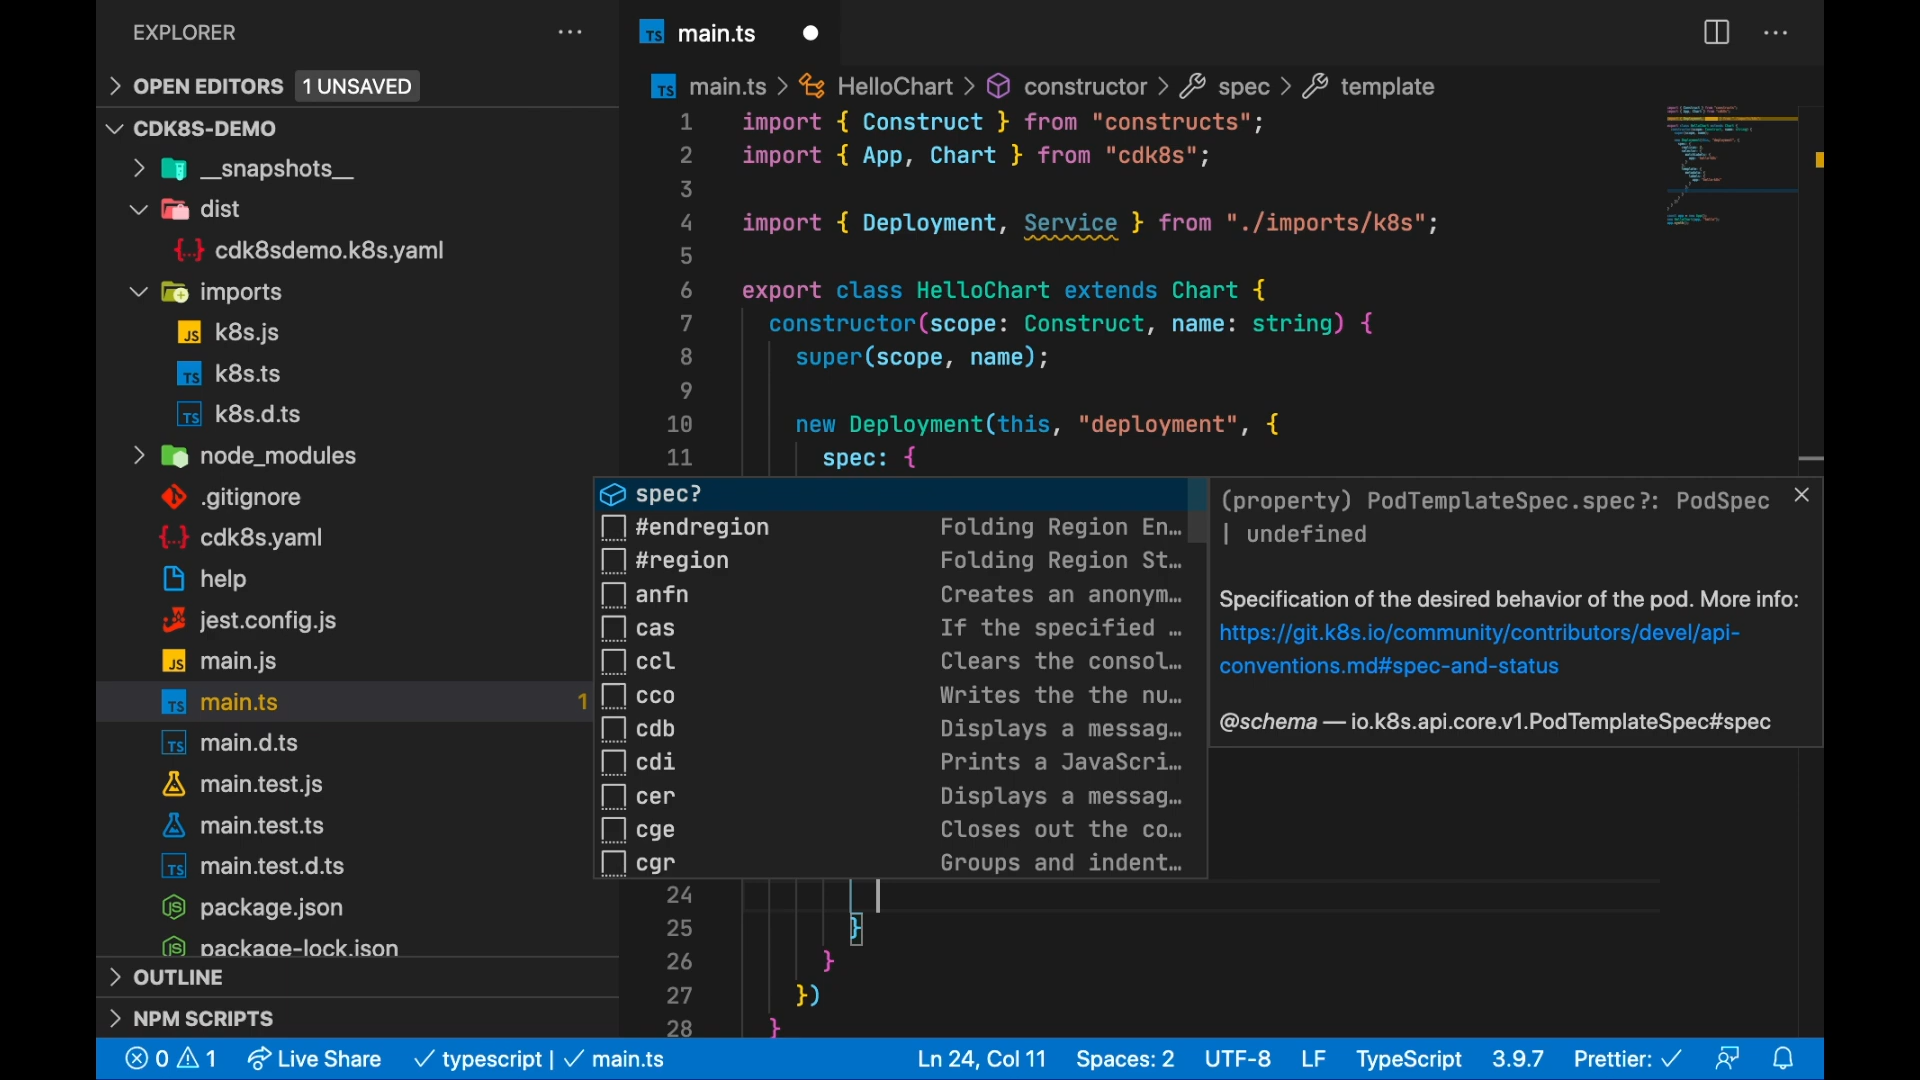 EXPLORER
OPEN EDITORS 1 UNSAVED
CDK8S-DEMO
__snapshots__
dist
{..} cdk8sdemo.k8s.yaml
imports
JS k8s.js
TS k8s.ts
TS k8s.d.ts
node_modules
.gitignore
{..} cdk8s.yaml
help
jest.config.js
JS main.js
TS main.ts 1
TS main.d.ts
main.test.js
main.test.ts
TS main.test.d.ts
JS package.json
JS package-lock.json
OUTLINE
NPM SCRIPTS
TS main.ts
TS main.ts > HelloChart > constructor > spec > template
1 import { Construct } from "constructs";
2 import { App, Chart } from "cdk8s";
3
4 import { Deployment, Service } from "./imports/k8s";
5
6 export class HelloChart extends Chart {
7 constructor(scope: Construct, name: string) {
8 super(scope, name);
9
10 new Deployment(this, "deployment", {
11 spec: {
spec?
#endregion Folding Region En…
#region Folding Region St…
anfn Creates an anonym…
cas If the specified …
ccl Clears the consol…
cco Writes the the nu…
cdb Displays a messag…
cdi Prints a JavaScri…
cer Displays a messag…
cge Closes out the co…
cgr Groups and indent…
(property) PodTemplateSpec.spec?: PodSpec
| undefined
Specification of the desired behavior of the pod. More info:
https://git.k8s.io/community/contributors/devel/api-
conventions.md#spec-and-status
@schema — io.k8s.api.core.v1.PodTemplateSpec#spec
24
25 }
26 }
27 })
28 }
0 1 Live Share typescript | main.ts Ln 24, Col 11 Spaces: 2 UTF-8 LF TypeScript 3.9.7 Prettier: